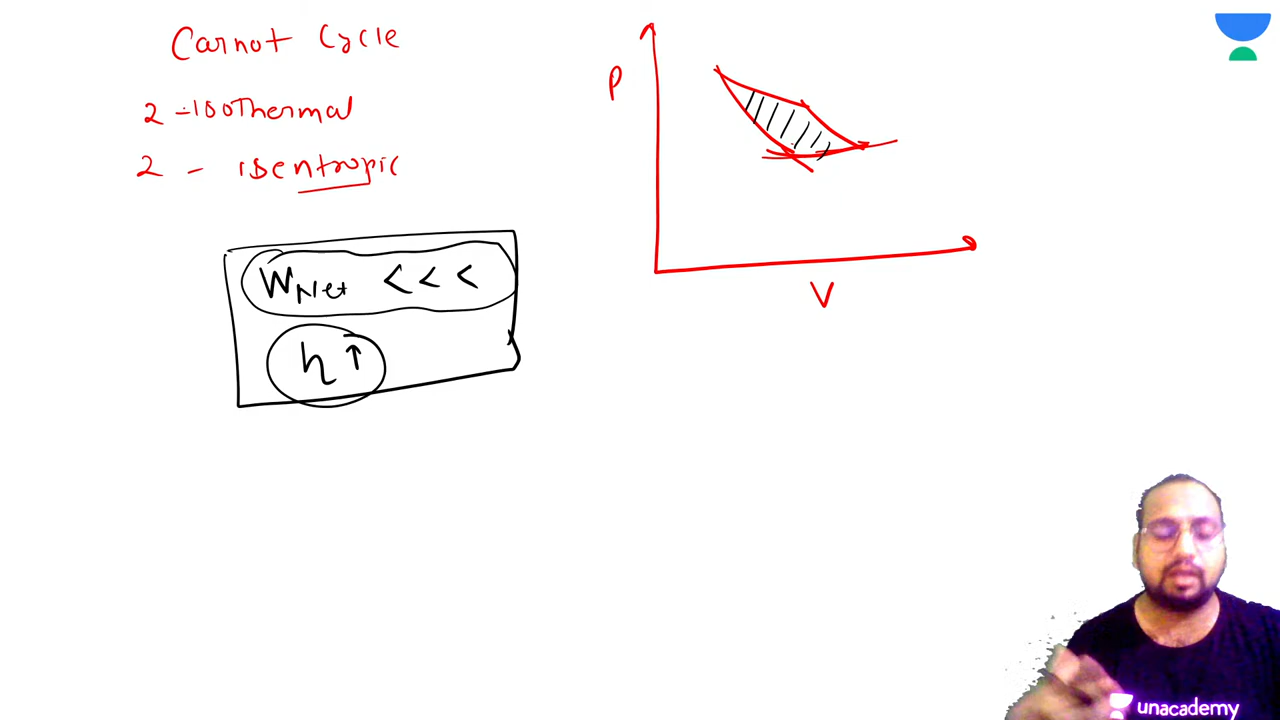 Carnot Cycle
2 - isothermal
2 - isentropic
P
WNet <<<
η ↑
V
unacademy